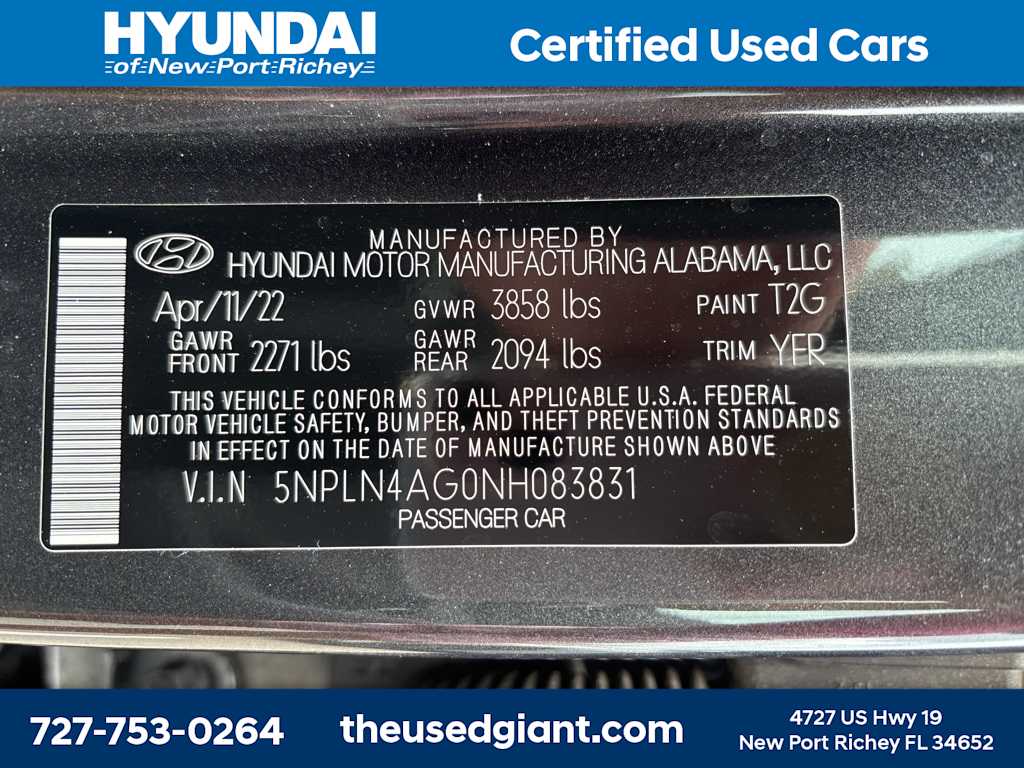 HYUNDAI
of New Port Richey
Certified Used Cars
MANUFACTURED BY
HYUNDAI MOTOR MANUFACTURING ALABAMA, LLC
Apr/11/22 GVWR 3858 lbs PAINT T2G
GAWR FRONT 2271 lbs GAWR REAR 2094 lbs TRIM YFR
THIS VEHICLE CONFORMS TO ALL APPLICABLE U.S.A. FEDERAL
MOTOR VEHICLE SAFETY, BUMPER, AND THEFT PREVENTION STANDARDS
IN EFFECT ON THE DATE OF MANUFACTURE SHOWN ABOVE
V.I.N 5NPLN4AG0NH083831
PASSENGER CAR
727-753-0264
theusedgiant.com
4727 US Hwy 19
New Port Richey FL 34652